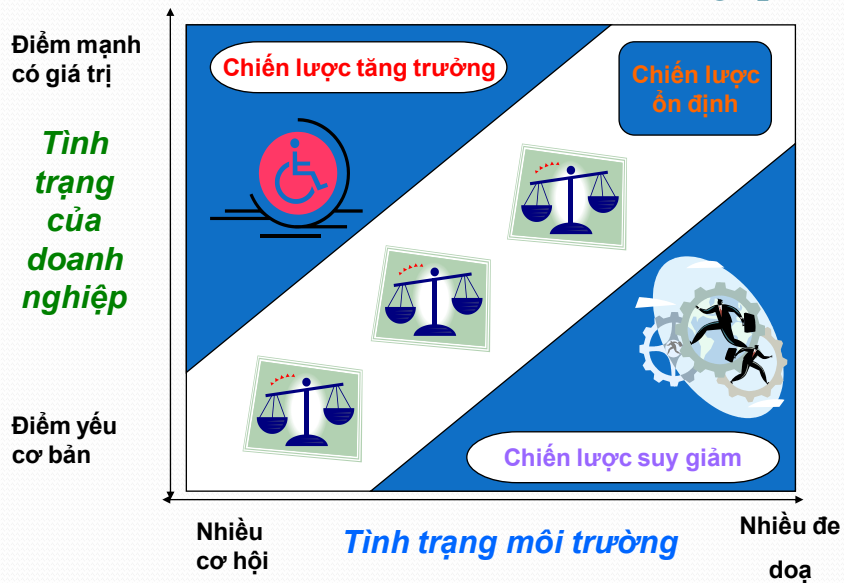 Điểm mạnh
có giá trị
Chiến lược tăng trưởng
Chiến lược
ổn định
Tình
trạng
của
doanh
nghiệp
Điểm yếu
cơ bản
Chiến lược suy giảm
Nhiều
cơ hội
Tình trạng môi trường
Nhiều đe
doạ